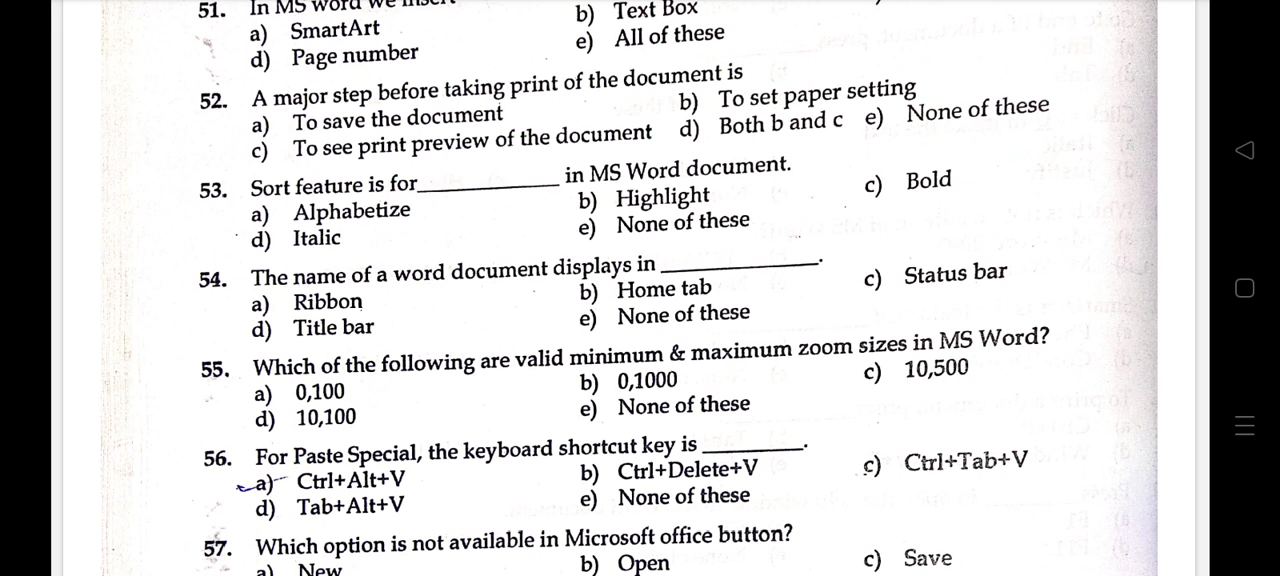 51. In MS Word we insert
a) SmartArt b) Text Box
d) Page number e) All of these
52. A major step before taking print of the document is
a) To save the document b) To set paper setting
c) To see print preview of the document d) Both b and c e) None of these
53. Sort feature is for__________ in MS Word document.
a) Alphabetize b) Highlight c) Bold
d) Italic e) None of these
54. The name of a word document displays in __________.
a) Ribbon b) Home tab c) Status bar
d) Title bar e) None of these
55. Which of the following are valid minimum & maximum zoom sizes in MS Word?
a) 0,100 b) 0,1000 c) 10,500
d) 10,100 e) None of these
56. For Paste Special, the keyboard shortcut key is __________.
a) Ctrl+Alt+V b) Ctrl+Delete+V c) Ctrl+Tab+V
d) Tab+Alt+V e) None of these
57. Which option is not available in Microsoft office button?
a) New b) Open c) Save